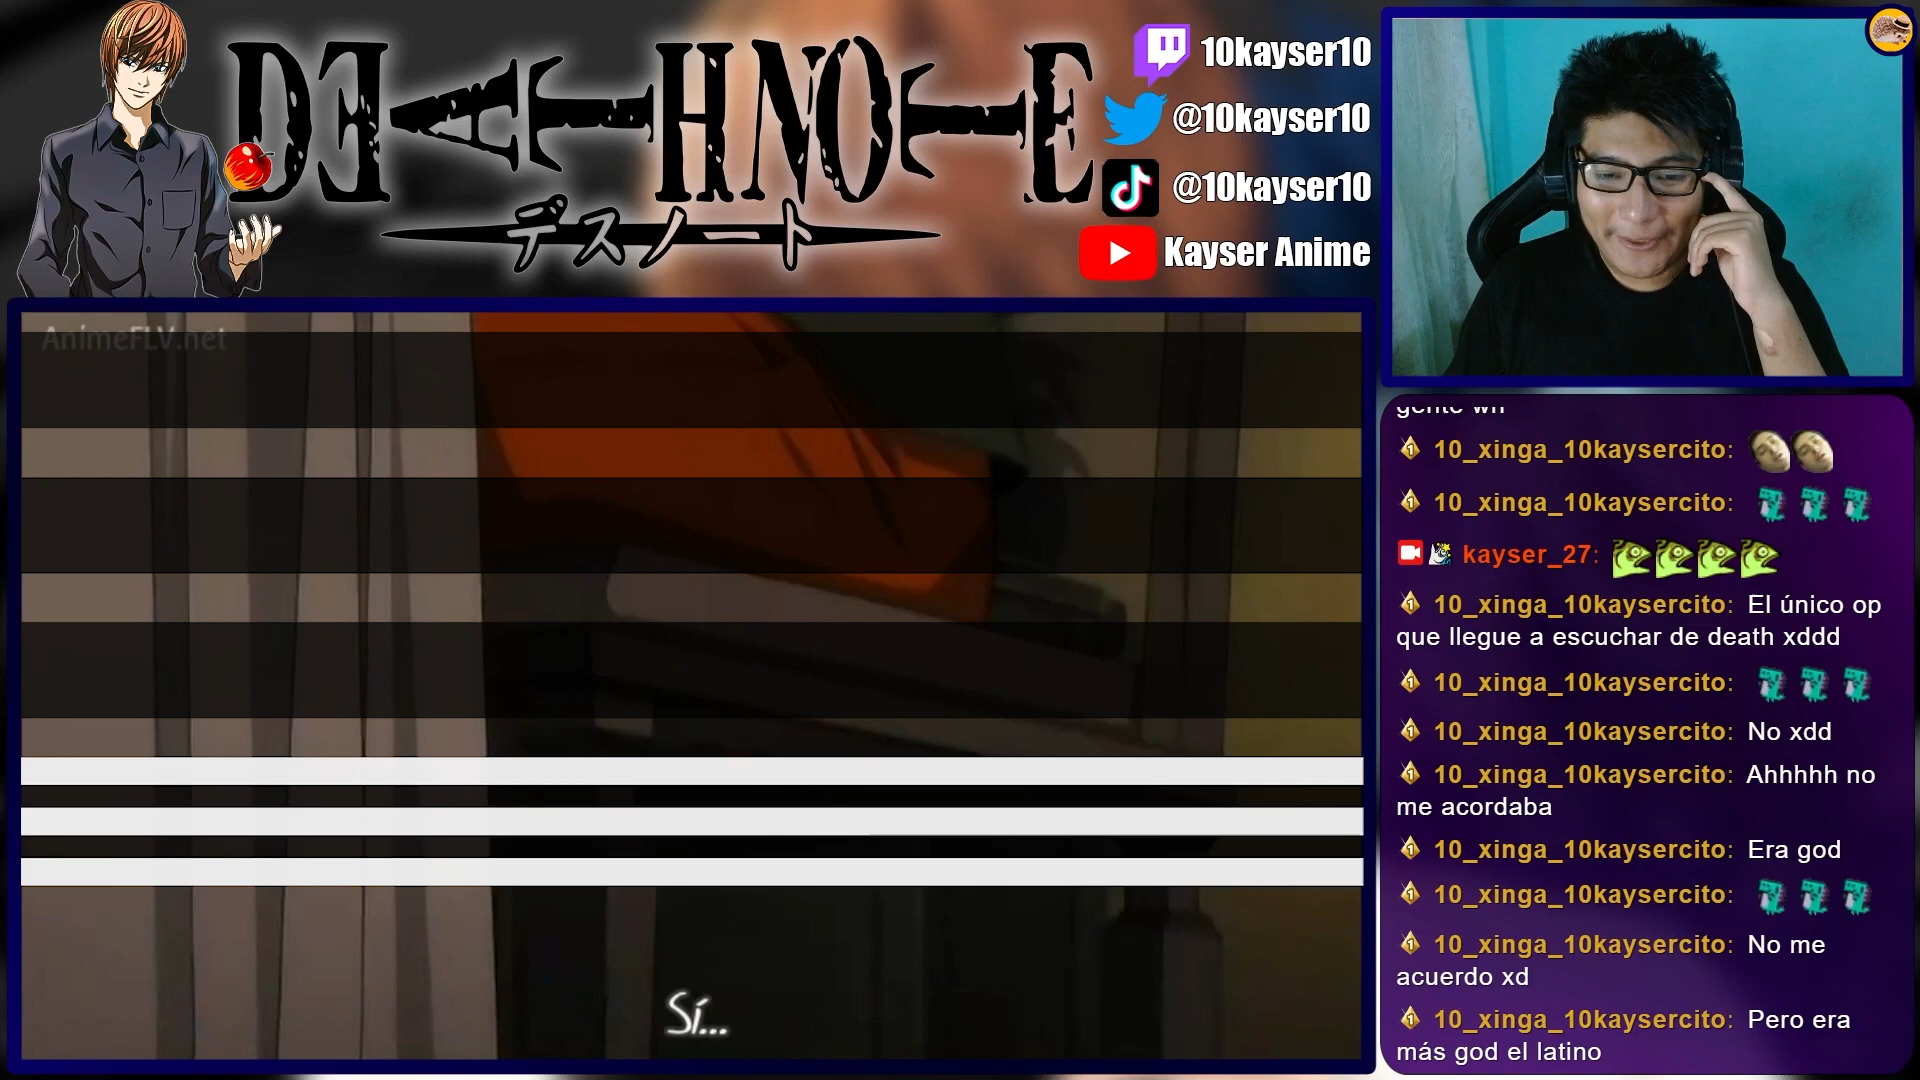 DEATH NOTE
デスノート
10kayser10
@10kayser10
@10kayser10
Kayser Anime
AnimeFLV.net
Sí...
gente wn
10_xinga_10kaysercito:
10_xinga_10kaysercito:
kayser_27:
10_xinga_10kaysercito: El único op
que llegue a escuchar de death xddd
10_xinga_10kaysercito:
10_xinga_10kaysercito: No xdd
10_xinga_10kaysercito: Ahhhhh no
me acordaba
10_xinga_10kaysercito: Era god
10_xinga_10kaysercito:
10_xinga_10kaysercito: No me
acuerdo xd
10_xinga_10kaysercito: Pero era
más god el latino